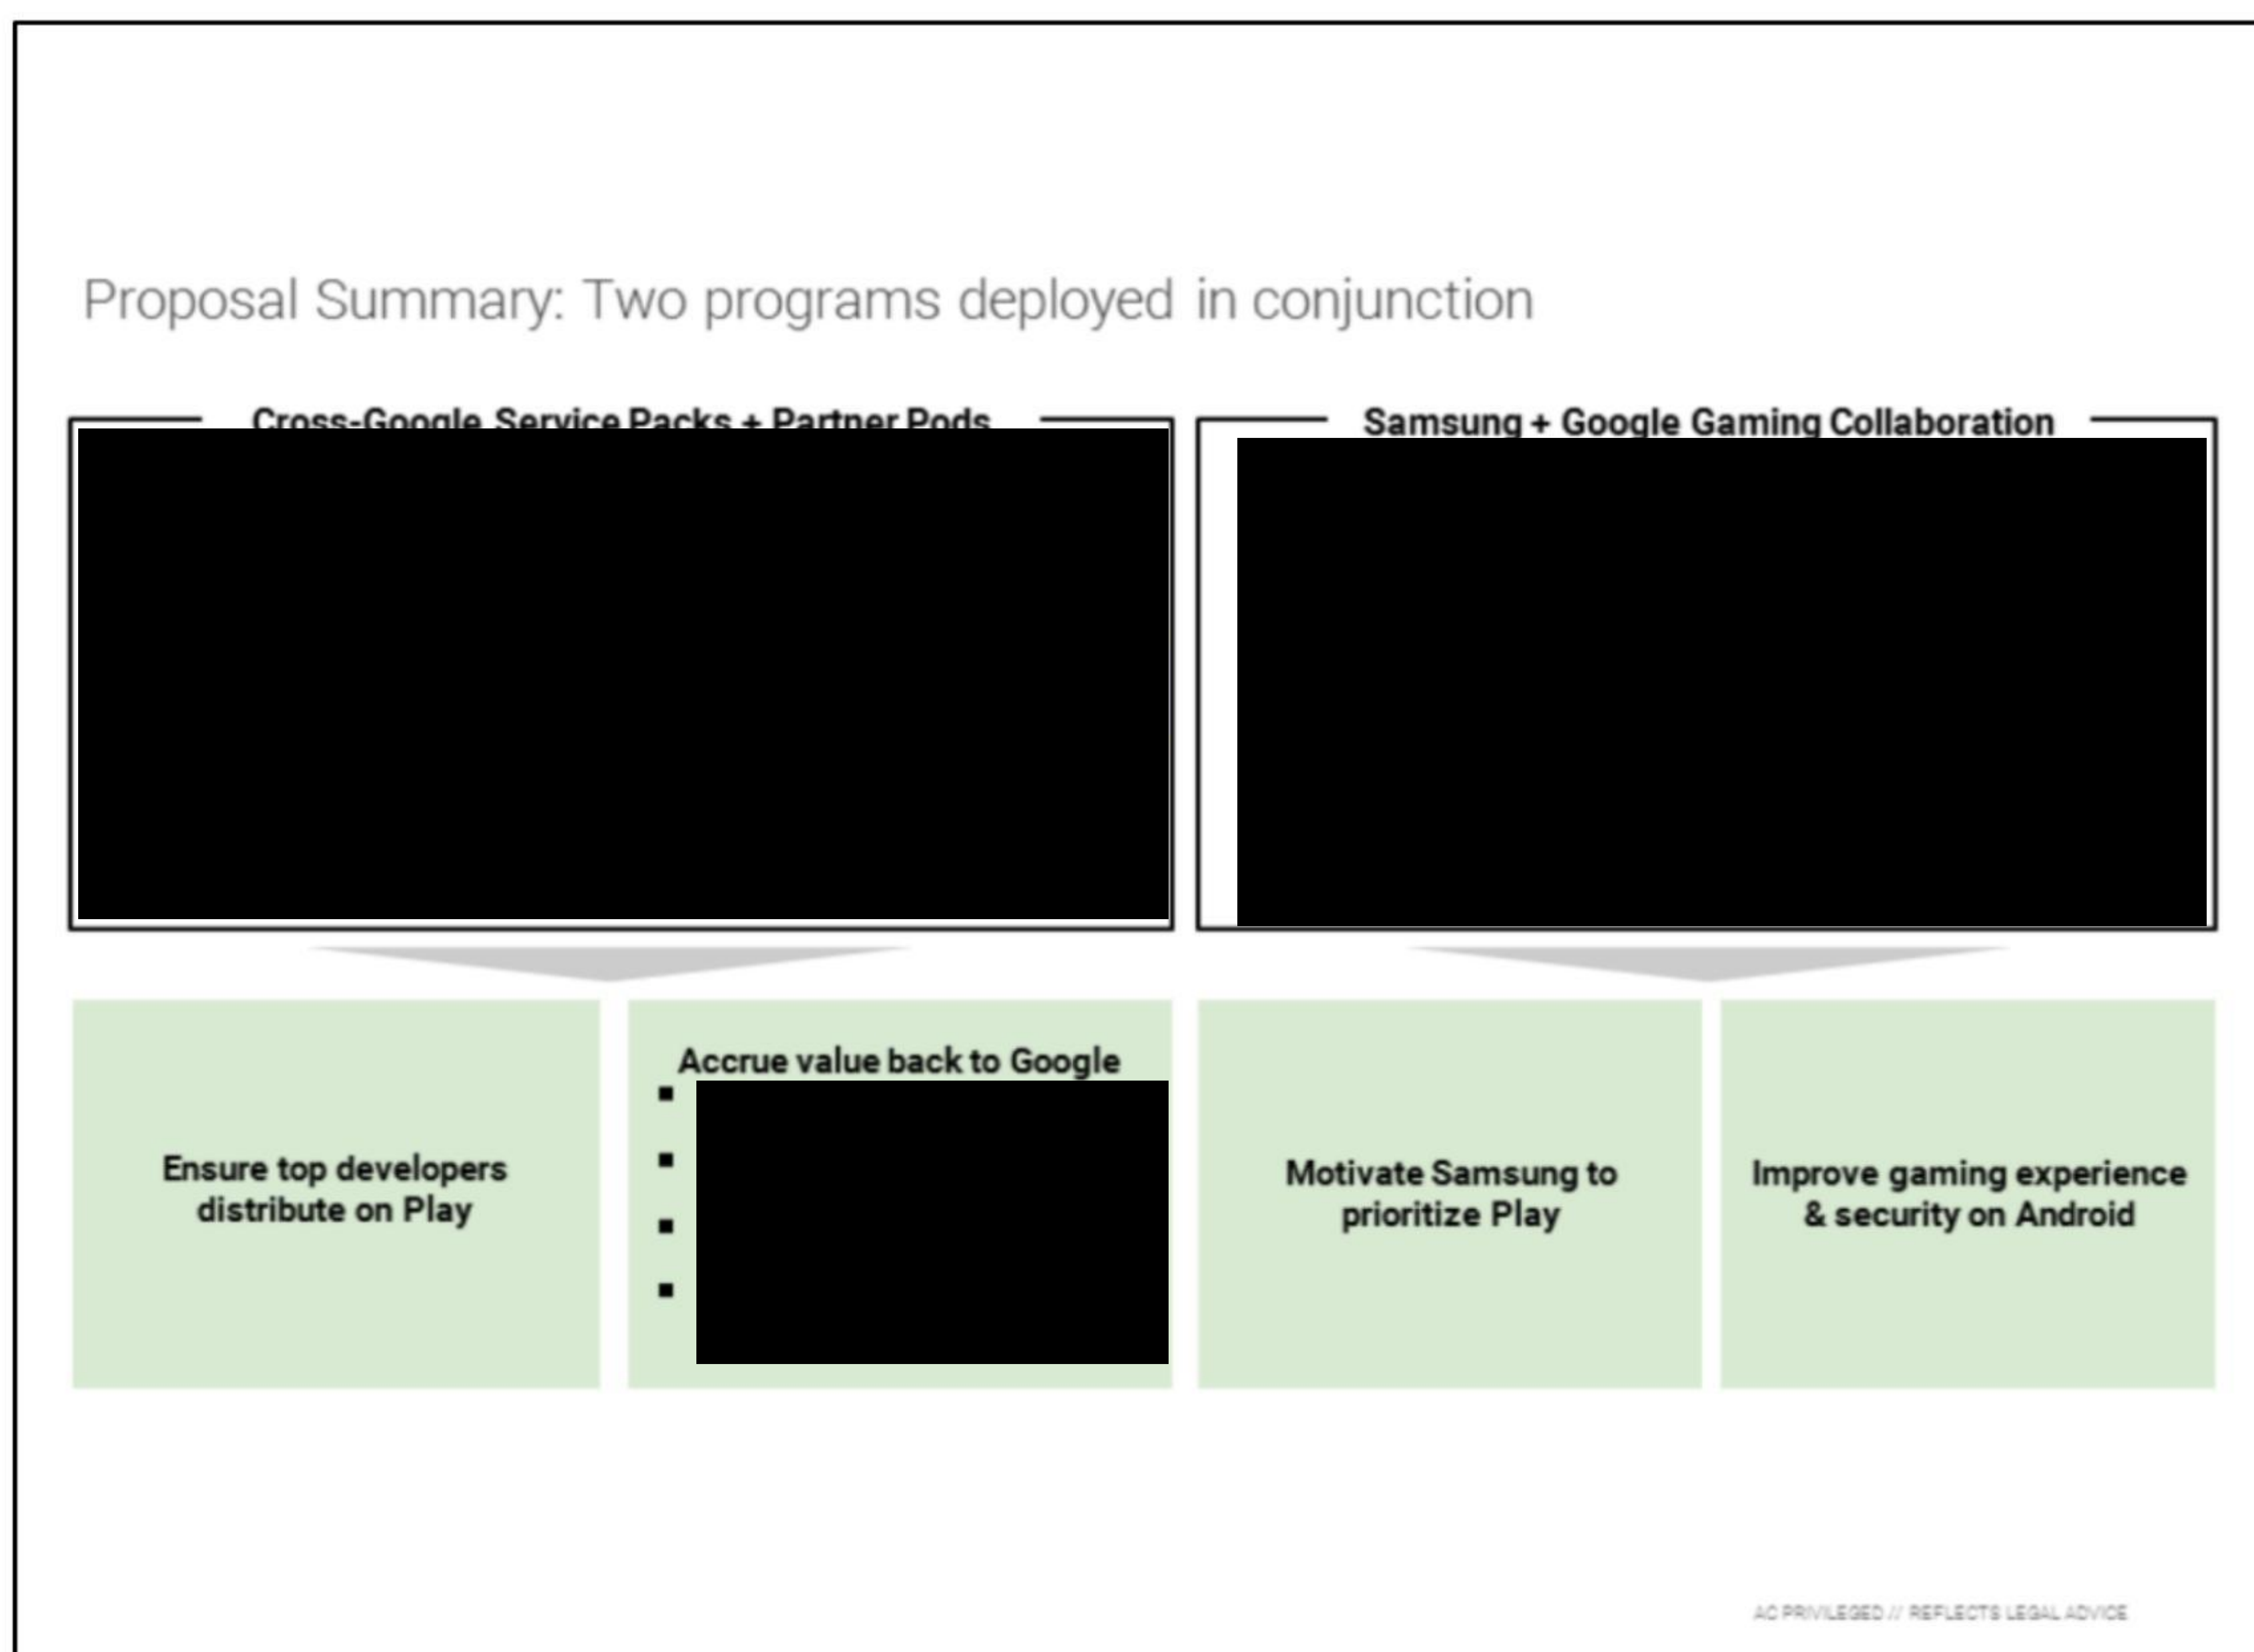 Proposal Summary: Two programs deployed in conjunction
Cross-Google Service Packs + Partner Pods
Samsung + Google Gaming Collaboration
Ensure top developers
distribute on Play
Accrue value back to Google
Motivate Samsung to
prioritize Play
Improve gaming experience
& security on Android
AC PRIVILEGED // REFLECTS LEGAL ADVICE